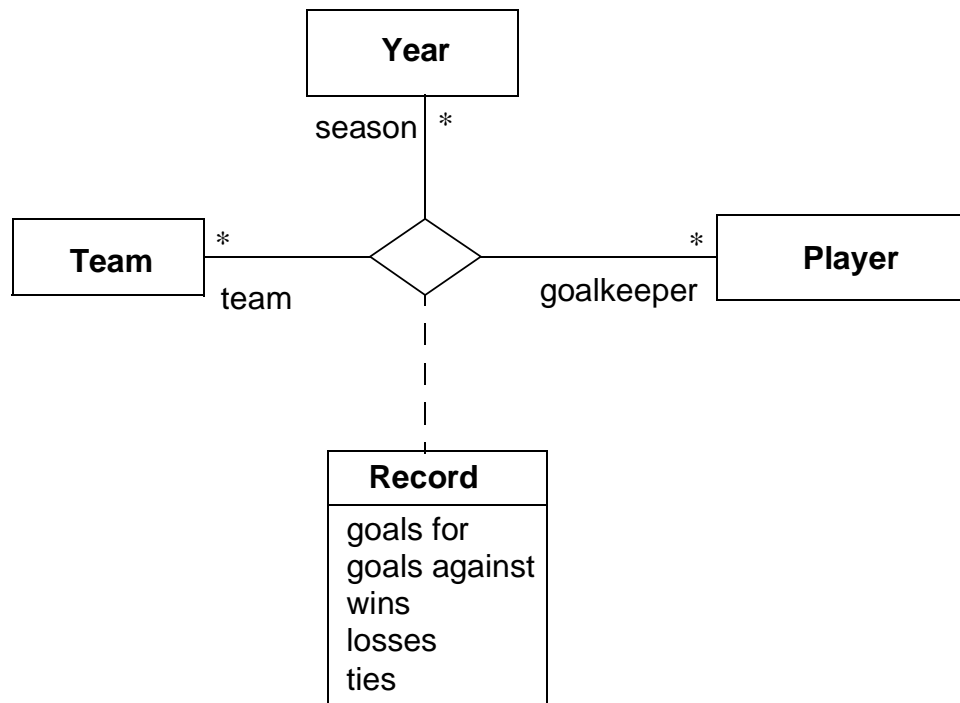 Year
season *
Team
*
team
*
goalkeeper
Player
Record
goals for
goals against
wins
losses
ties